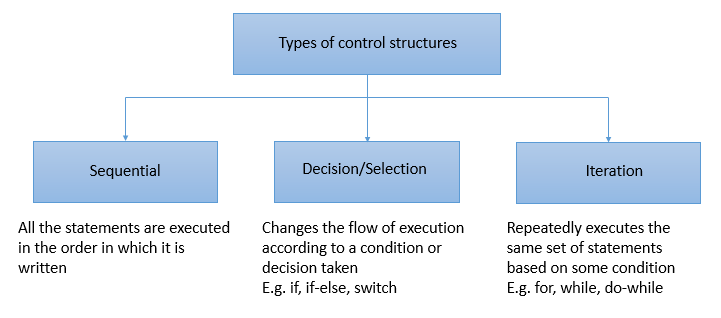 Types of control structures
Sequential
Decision/Selection
Iteration
All the statements are executed
in the order in which it is
written
Changes the flow of execution
according to a condition or
decision taken
E.g. if, if-else, switch
Repeatedly executes the
same set of statements
based on some condition
E.g. for, while, do-while